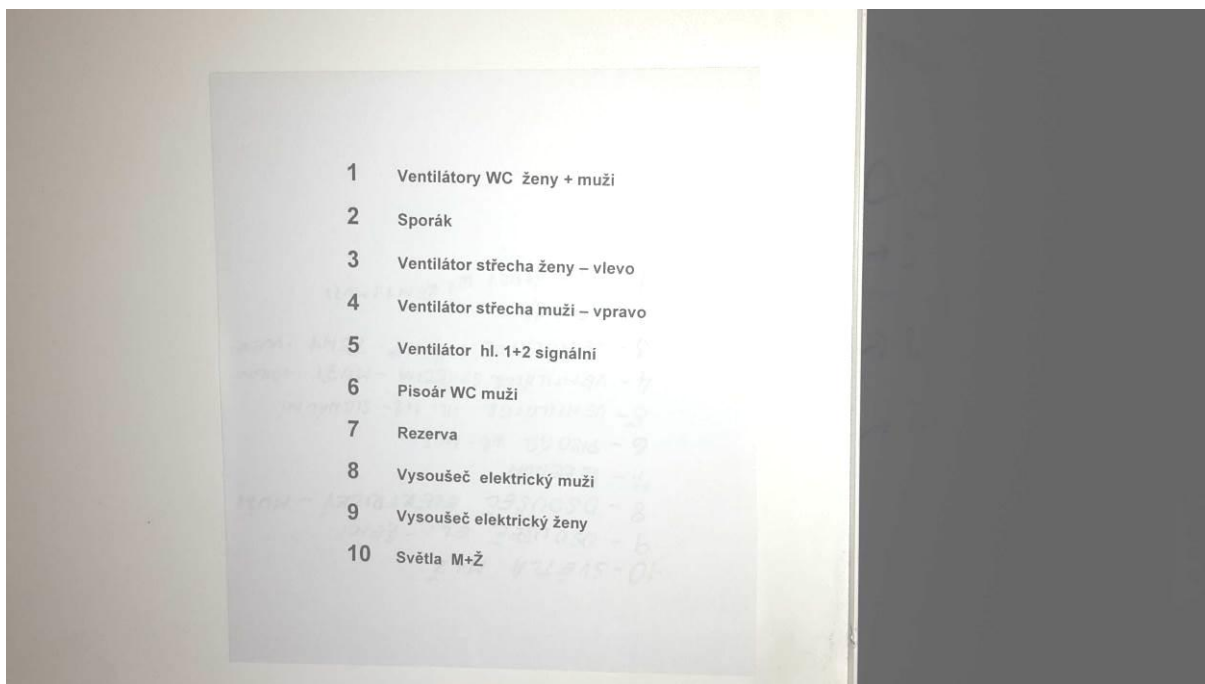 1 Ventilátory WC ženy + muži
2 Sporák
3 Ventilátor střecha ženy – vlevo
4 Ventilátor střecha muži – vpravo
5 Ventilátor hl. 1+2 signální
6 Pisoár WC muži
7 Rezerva
8 Vysoušeč elektrický muži
9 Vysoušeč elektrický ženy
10 Světla M+Ž